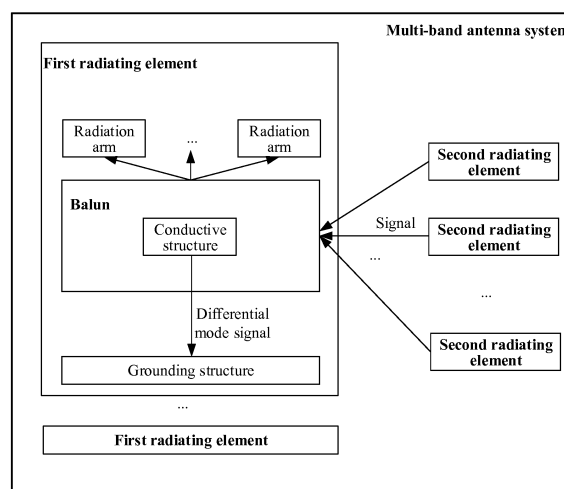 Multi-band antenna system
First radiating element
Radiation
arm
...
Radiation
arm
Balun
Conductive
structure
Second radiating
element
Signal
Second radiating
element
...
...
Differential
mode signal
Second radiating
element
Grounding structure
...
First radiating element